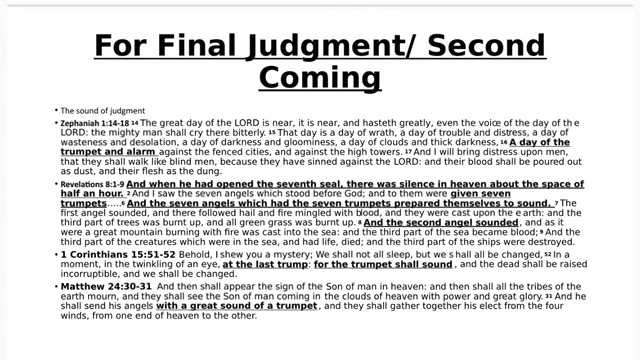 For Final Judgment/ Second
Coming
• The sound of judgment
• Zephaniah 1:14-18 14 The great day of the LORD is near, it is near, and hasteth greatly, even the voice of the day of the
LORD: the mighty man shall cry there bitterly. 15 That day is a day of wrath, a day of trouble and distress, a day of
wasteness and desolation, a day of darkness and gloominess, a day of clouds and thick darkness, 16 A day of the
trumpet and alarm against the fenced cities, and against the high towers. 17 And I will bring distress upon men,
that they shall walk like blind men, because they have sinned against the LORD: and their blood shall be poured out
as dust, and their flesh as the dung.
• Revelations 8:1-9 And when he had opened the seventh seal, there was silence in heaven about the space of
half an hour. 2 And I saw the seven angels which stood before God; and to them were given seven
trumpets.....6 And the seven angels which had the seven trumpets prepared themselves to sound. 7 The
first angel sounded, and there followed hail and fire mingled with blood, and they were cast upon the earth: and the
third part of trees was burnt up, and all green grass was burnt up. 8 And the second angel sounded, and as it
were a great mountain burning with fire was cast into the sea: and the third part of the sea became blood; 9 And the
third part of the creatures which were in the sea, and had life, died; and the third part of the ships were destroyed.
• 1 Corinthians 15:51-52 Behold, I shew you a mystery; We shall not all sleep, but we shall all be changed, 52 In a
moment, in the twinkling of an eye, at the last trump: for the trumpet shall sound, and the dead shall be raised
incorruptible, and we shall be changed.
• Matthew 24:30-31 And then shall appear the sign of the Son of man in heaven: and then shall all the tribes of the
earth mourn, and they shall see the Son of man coming in the clouds of heaven with power and great glory. 31 And he
shall send his angels with a great sound of a trumpet, and they shall gather together his elect from the four
winds, from one end of heaven to the other.